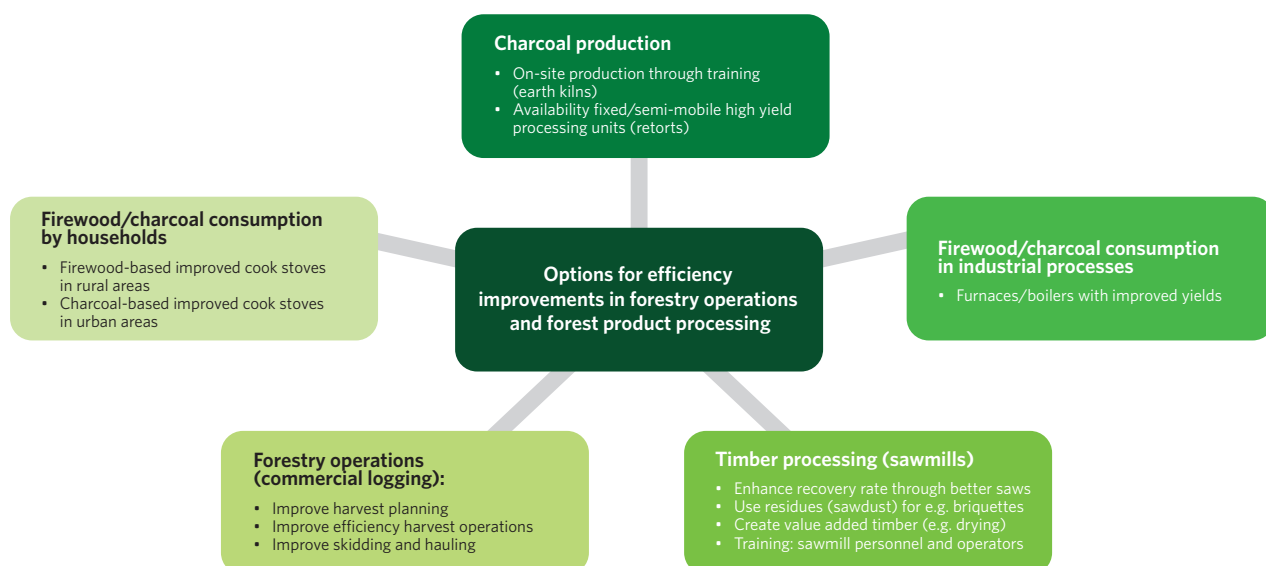 Charcoal production
• On-site production through training
(earth kilns)
• Availability fixed/semi-mobile high yield
processing units (retorts)
Firewood/charcoal consumption
by households
• Firewood-based improved cook stoves
in rural areas
• Charcoal-based improved cook stoves
in urban areas
Options for efficiency
improvements in forestry operations
and forest product processing
Firewood/charcoal consumption
in industrial processes
• Furnaces/boilers with improved yields
Forestry operations
(commercial logging):
• Improve harvest planning
• Improve efficiency harvest operations
• Improve skidding and hauling
Timber processing (sawmills)
• Enhance recovery rate through better saws
• Use residues (sawdust) for e.g. briquettes
• Create value added timber (e.g. drying)
• Training: sawmill personnel and operators